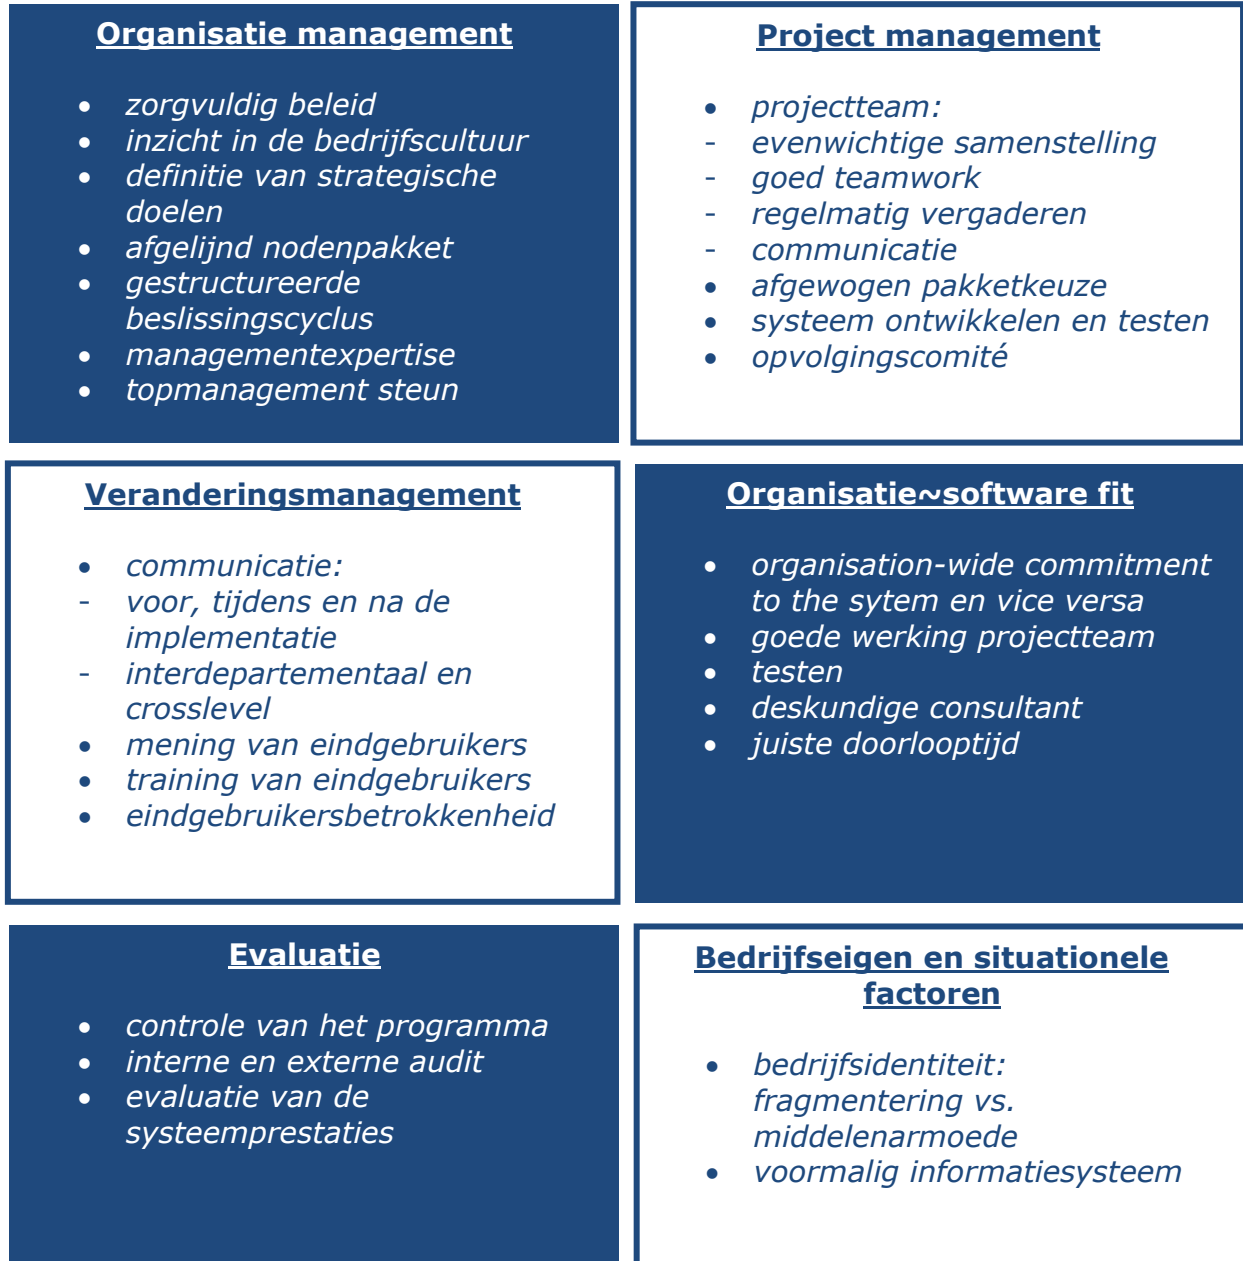 Organisatie management
• zorgvuldig beleid
• inzicht in de bedrijfscultuur
• definitie van strategische
doelen
• afgelijnd nodenpakket
• gestructureerde
beslissingscyclus
• managementexpertise
• topmanagement steun
Project management
• projectteam:
- evenwichtige samenstelling
- goed teamwork
- regelmatig vergaderen
- communicatie
• afgewogen pakketkeuze
• systeem ontwikkelen en testen
• opvolgingscomité
Veranderingsmanagement
• communicatie:
- voor, tijdens en na de
implementatie
- interdepartementaal en
crosslevel
• mening van eindgebruikers
• training van eindgebruikers
• eindgebruikersbetrokkenheid
Organisatie~software fit
• organisation-wide commitment
to the sytem en vice versa
• goede werking projectteam
• testen
• deskundige consultant
• juiste doorlooptijd
Evaluatie
• controle van het programma
• interne en externe audit
• evaluatie van de
systeemprestaties
Bedrijfseigen en situationele
factoren
• bedrijfsidentiteit:
fragmentering vs.
middelenarmoede
• voormalig informatiesysteem